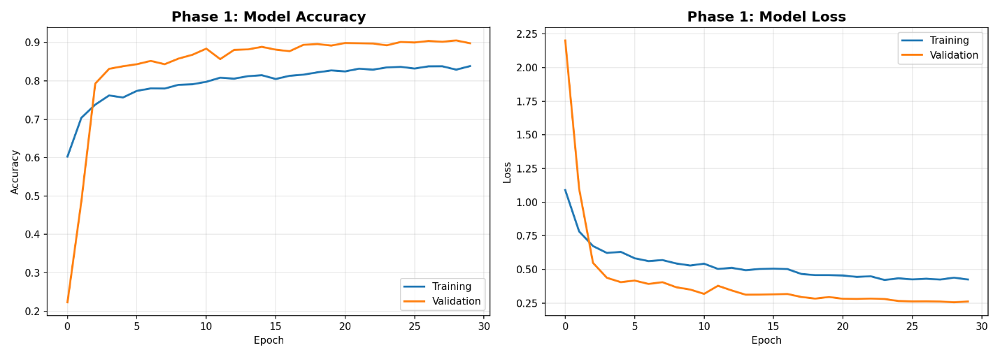 Phase 1: Model Accuracy
Accuracy
0.9
0.8
0.7
0.6
0.5
0.4
0.3
0.2
0 5 10 15 20 25 30
Epoch
Training
Validation
Phase 1: Model Loss
Loss
2.25
2.00
1.75
1.50
1.25
1.00
0.75
0.50
0.25
0 5 10 15 20 25 30
Epoch
Training
Validation